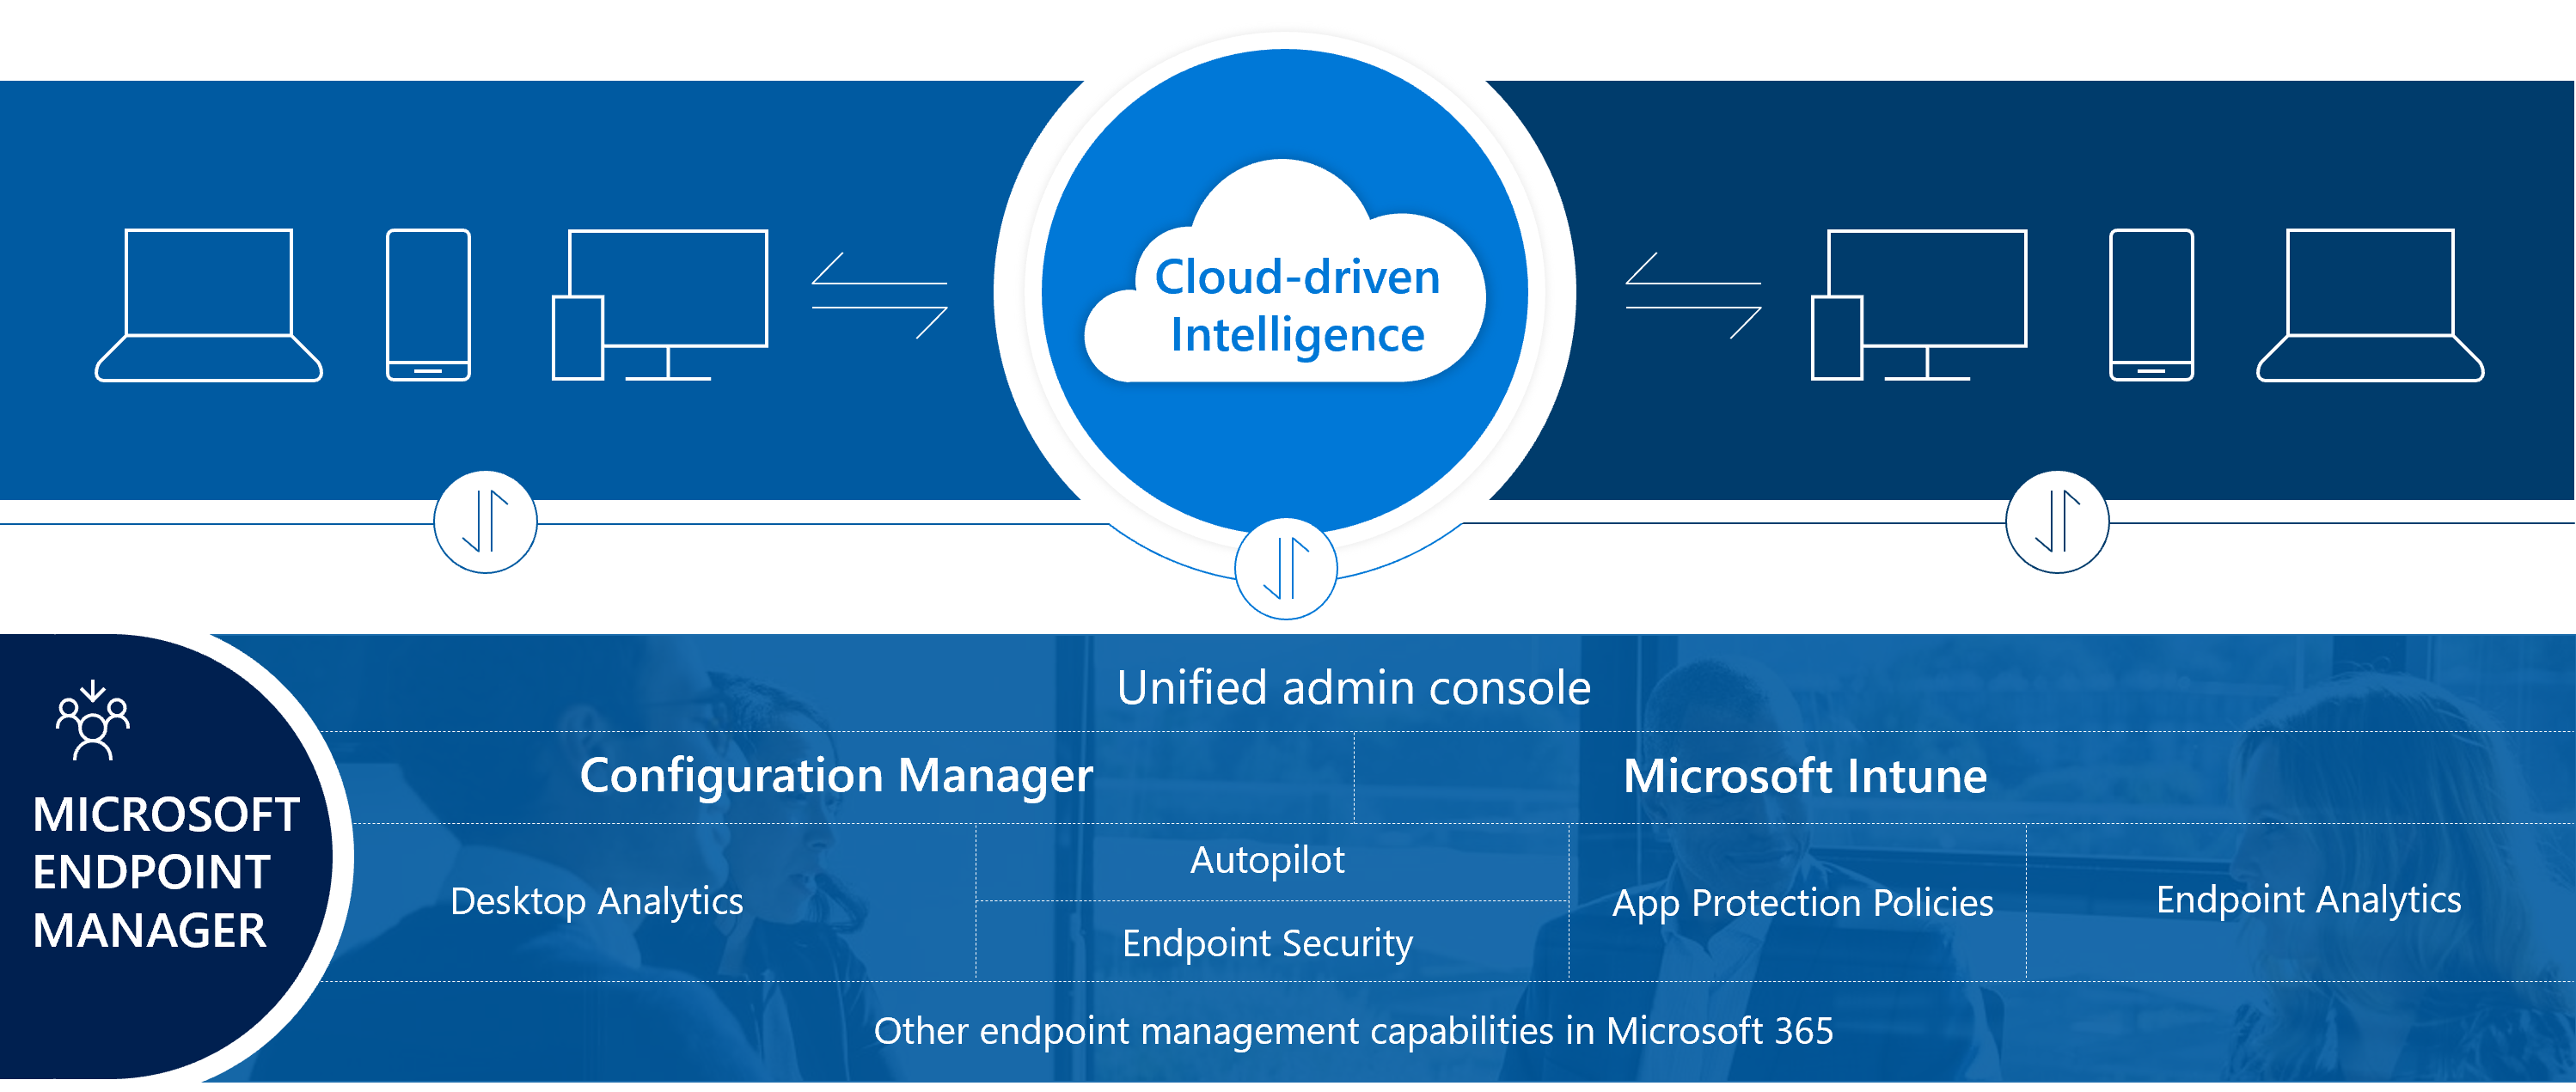 Cloud-driven
Intelligence
MICROSOFT
ENDPOINT
MANAGER
Unified admin console
Configuration Manager
Microsoft Intune
Desktop Analytics
Autopilot
Endpoint Security
App Protection Policies
Endpoint Analytics
Other endpoint management capabilities in Microsoft 365